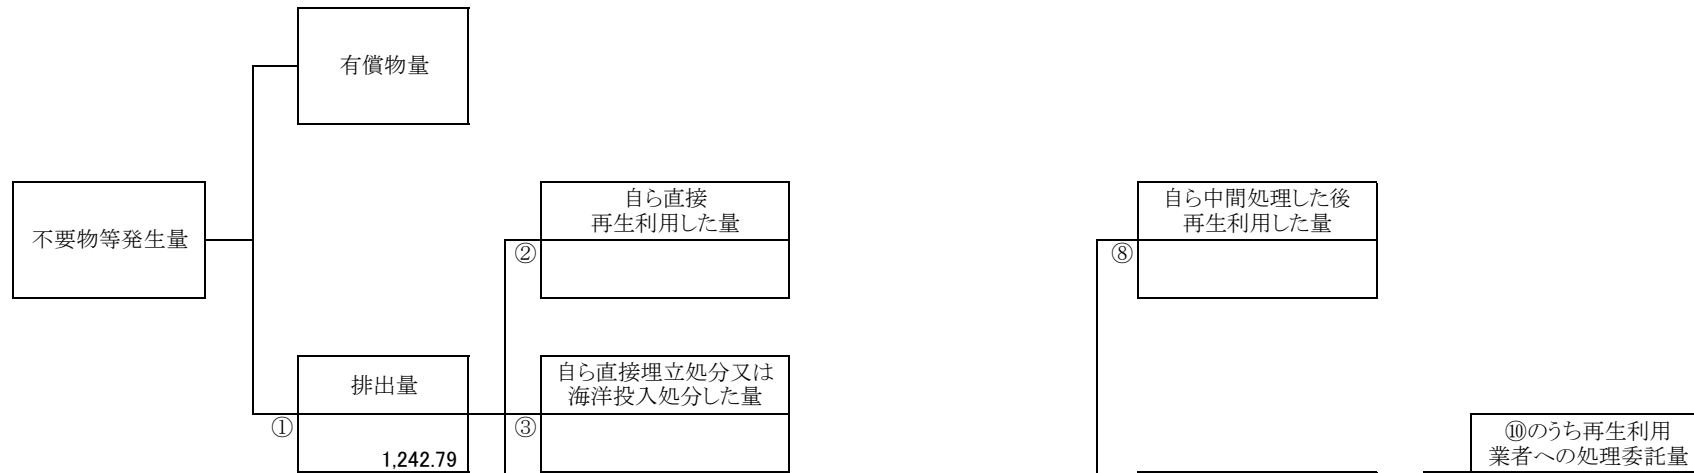 有償物量
不要物等発生量
自ら直接
再生利用した量
②
自ら中間処理した後
再生利用した量
⑧
排出量
①
1,242.79
自ら直接埋立処分又は
海洋投入処分した量
③
⑩のうち再生利用
業者への処理委託量